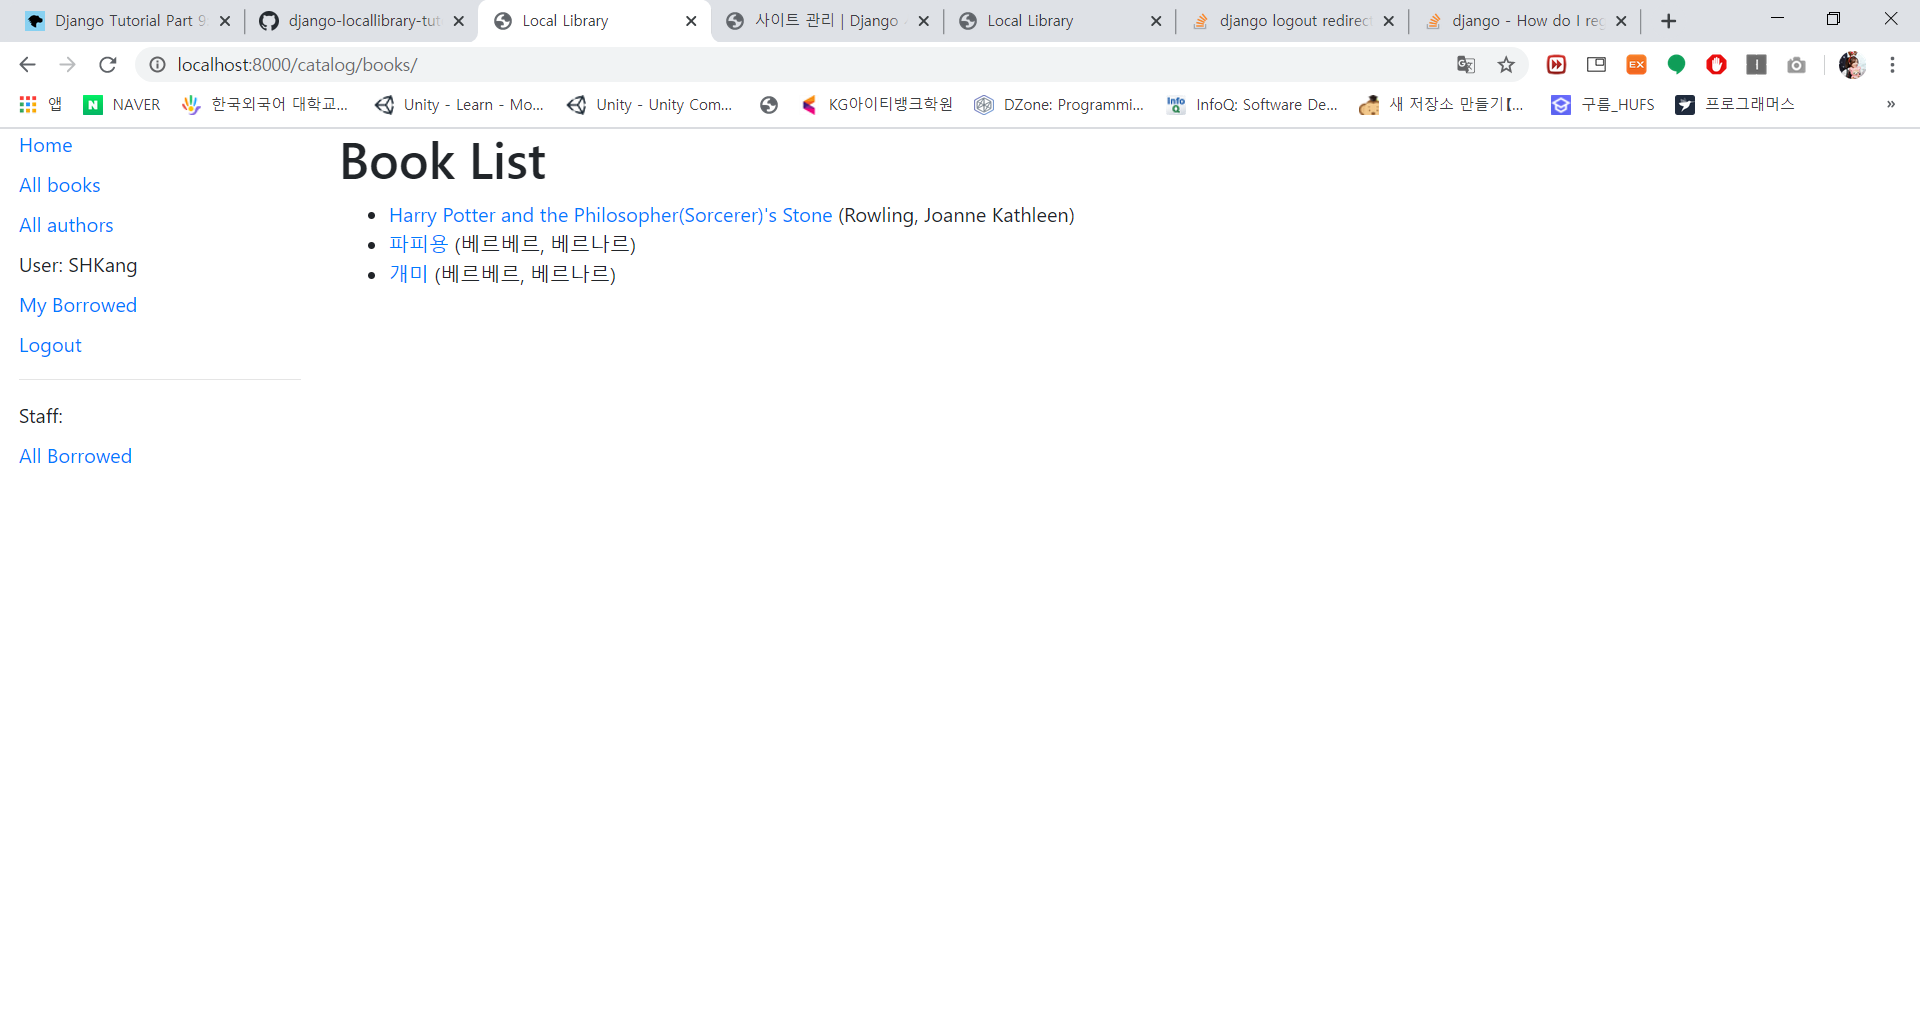 Django Tutorial Part 9
django-locallibrary-tut
Local Library
사이트 관리 | Django
Local Library
django logout redirec
django - How do I reg
localhost:8000/catalog/books/
앱
NAVER
한국외국어 대학교...
Unity - Learn - Mo...
Unity - Unity Com...
KG아이티뱅크학원
DZone: Programmi...
InfoQ: Software De...
새 저장소 만들기【...
구름_HUFS
프로그래머스
»
Home
All books
All authors
User: SHKang
My Borrowed
Logout
Staff:
All Borrowed
Book List
Harry Potter and the Philosopher(Sorcerer)'s Stone (Rowling, Joanne Kathleen)
파피용 (베르베르, 베르나르)
개미 (베르베르, 베르나르)